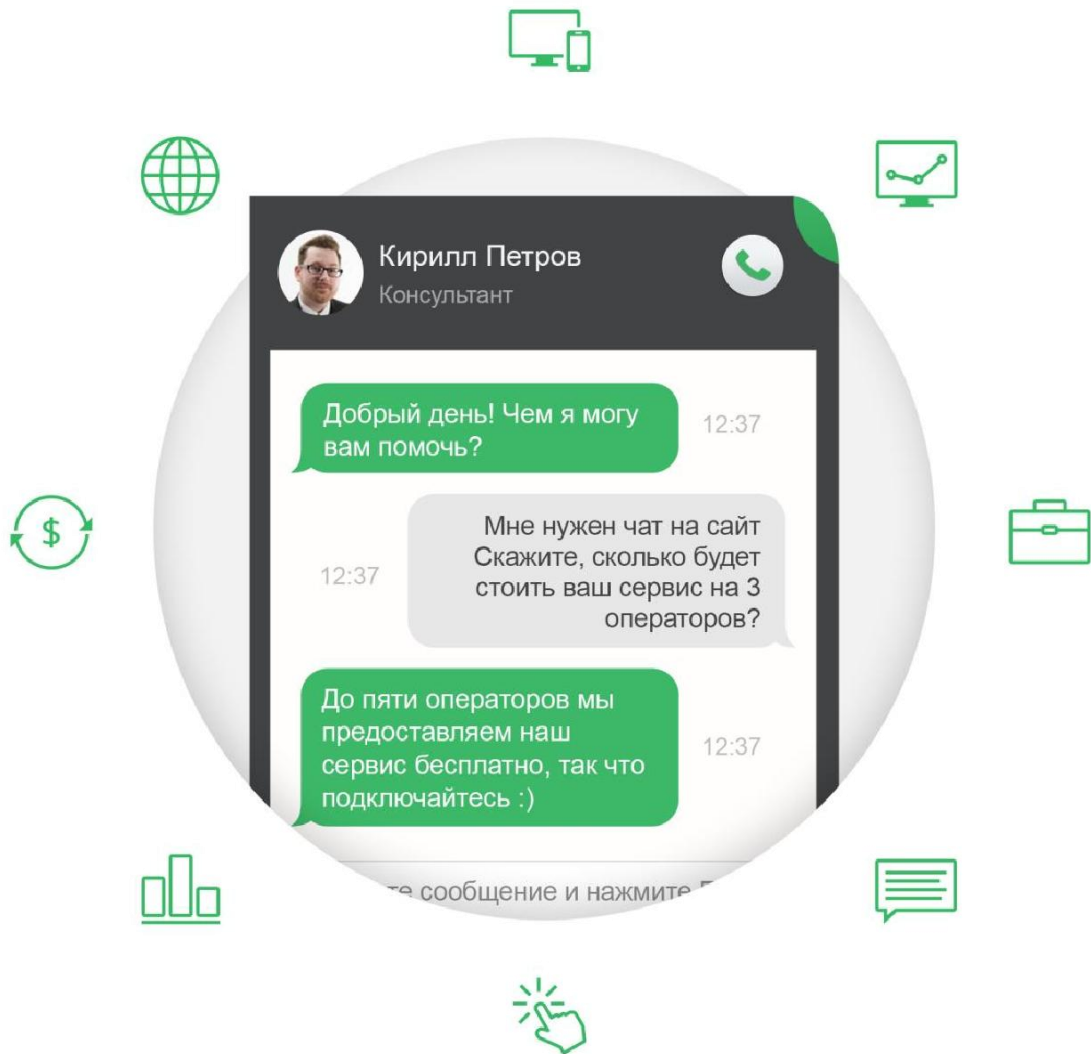 Кирилл Петров
Консультант
Добрый день! Чем я могу
вам помочь?
12:37
Мне нужен чат на сайт
Скажите, сколько будет
стоить ваш сервис на 3
операторов?
12:37
До пяти операторов мы
предоставляем наш
сервис бесплатно, так что
подключайтесь :)
12:37
сообщение и нажмите
$